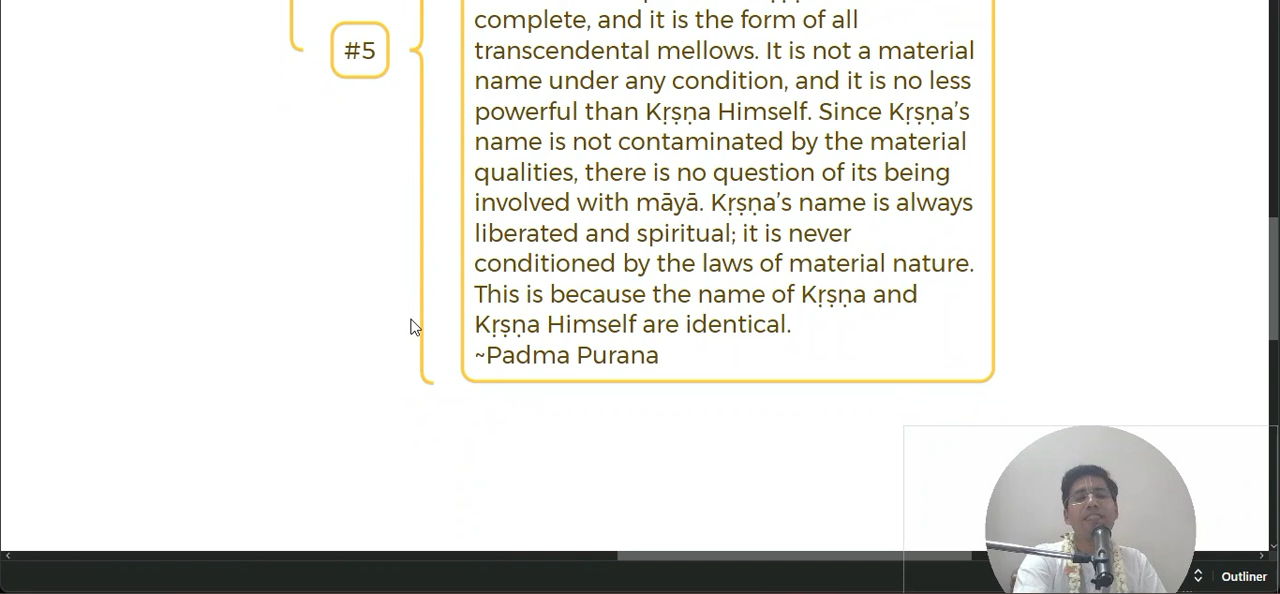 complete, and it is the form of all
#5
transcendental mellows. It is not a material
name under any condition, and it is no less
powerful than Kṛṣṇa Himself. Since Kṛṣṇa’s
name is not contaminated by the material
qualities, there is no question of its being
involved with māyā. Kṛṣṇa’s name is always
liberated and spiritual; it is never
conditioned by the laws of material nature.
This is because the name of Kṛṣṇa and
Kṛṣṇa Himself are identical.
~Padma Purana
Outliner